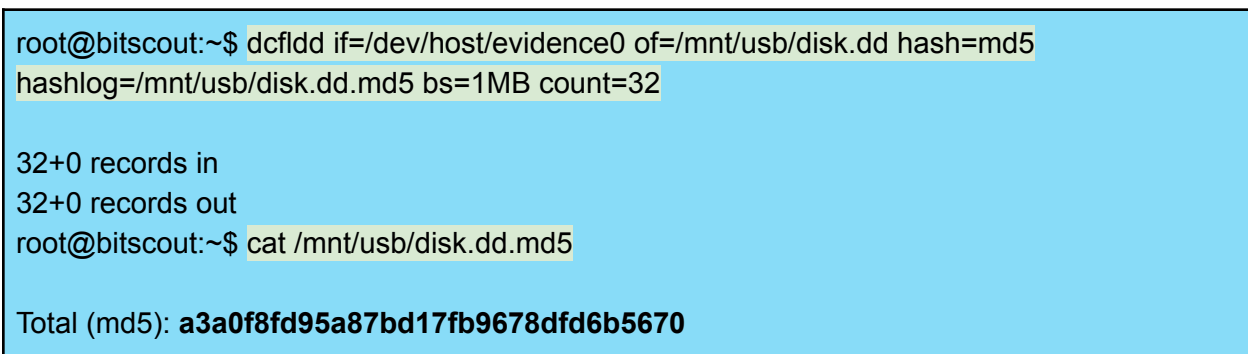 root@bitscout:~$ dcfldd if=/dev/host/evidence0 of=/mnt/usb/disk.dd hash=md5
hashlog=/mnt/usb/disk.dd.md5 bs=1MB count=32
32+0 records in
32+0 records out
root@bitscout:~$ cat /mnt/usb/disk.dd.md5
Total (md5): a3a0f8fd95a87bd17fb9678dfd6b5670